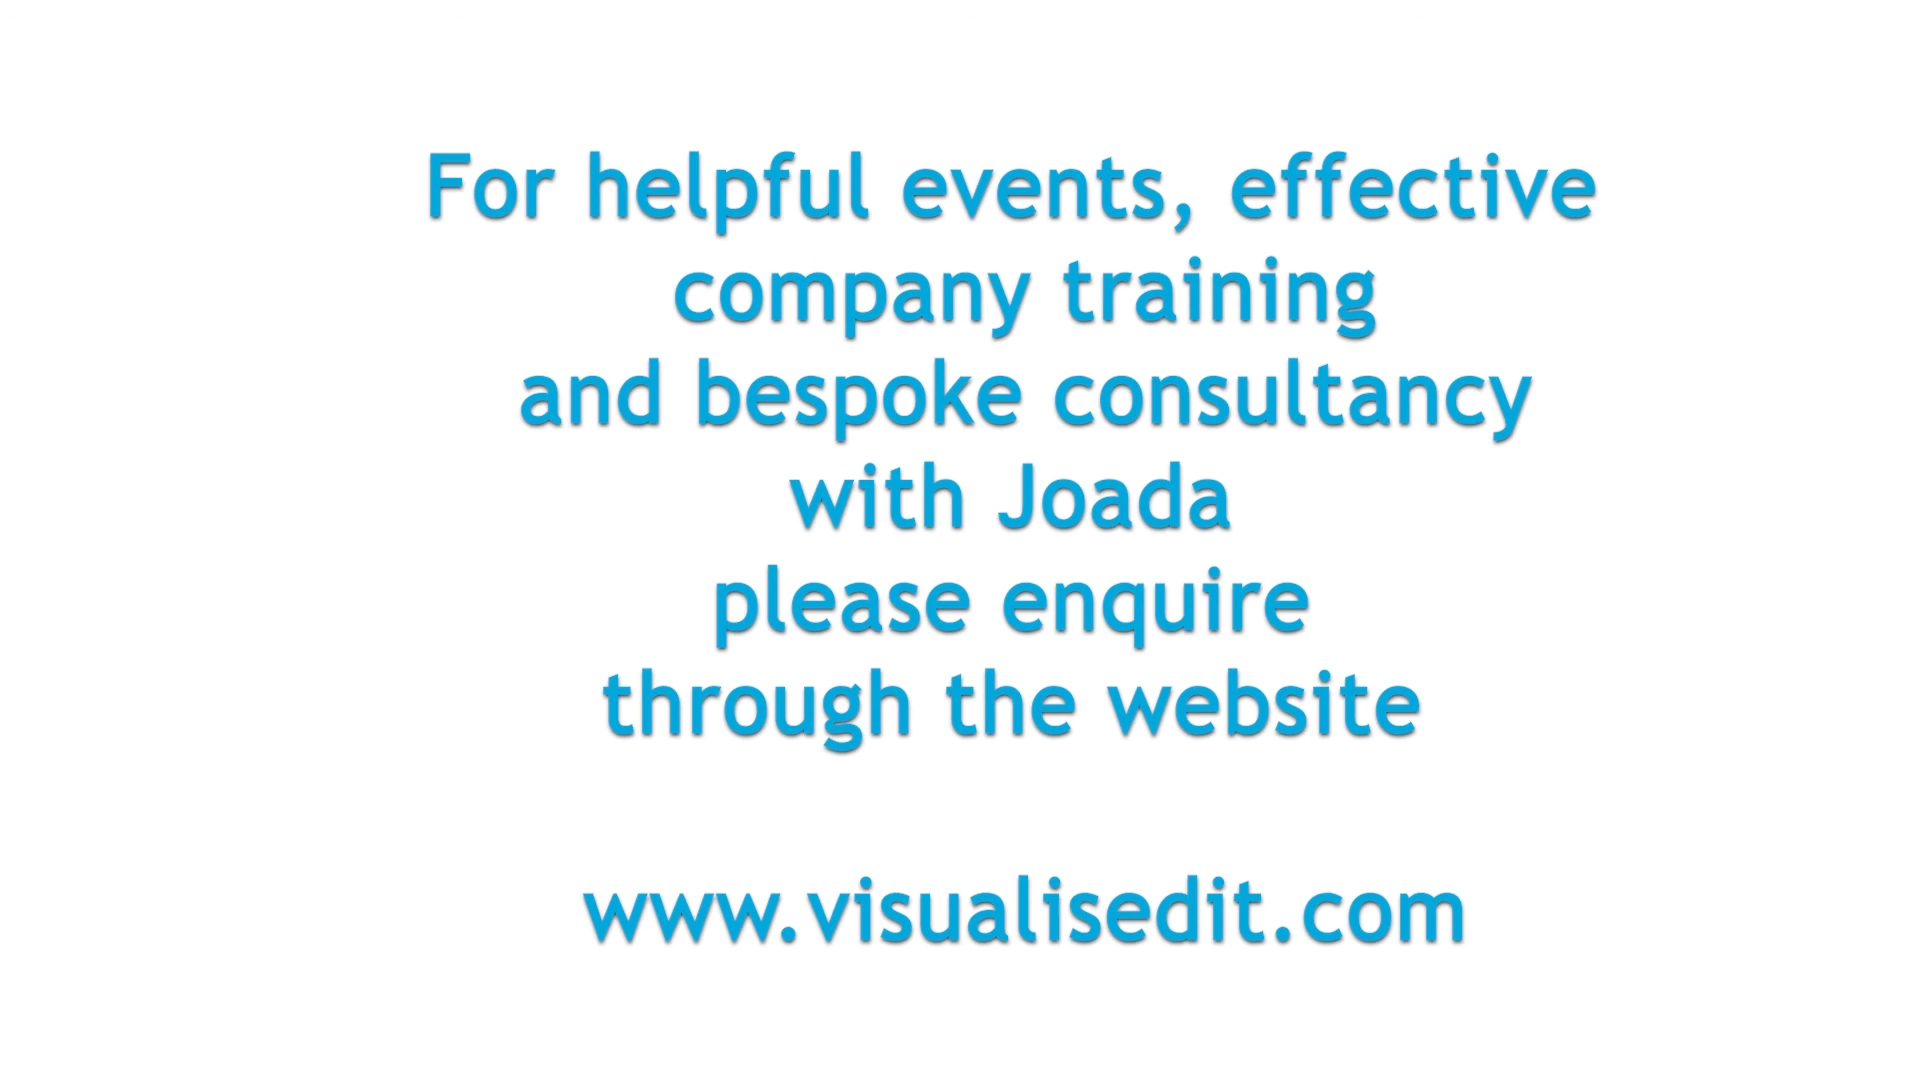 For helpful events, effective
company training
and bespoke consultancy
with Joada
please enquire
through the website
www.visualisedit.com